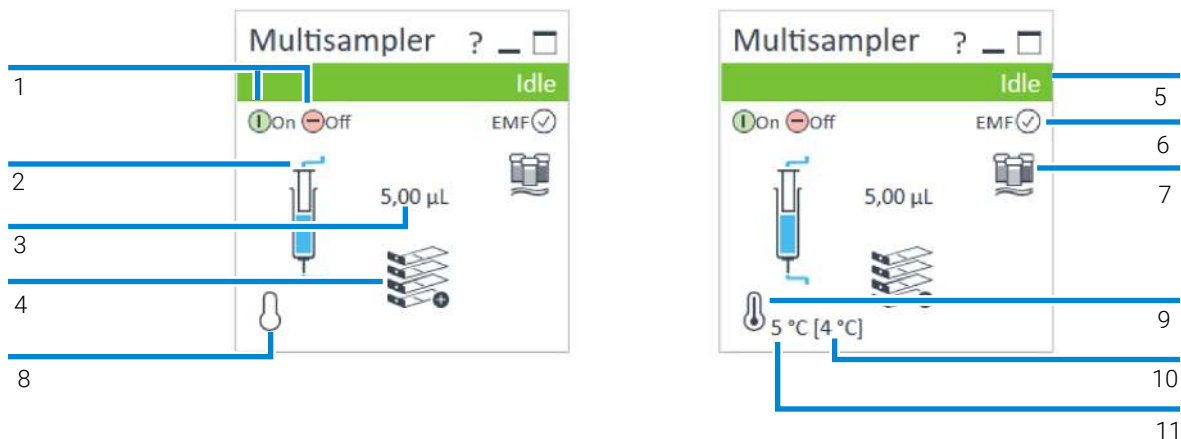 Multisampler ? 
Idle
On Off EMF
5,00 µL
1
2
3
4
8
Multisampler ? 
Idle
On Off EMF
5,00 µL
5 °C [4 °C]
5
6
7
9
10
11